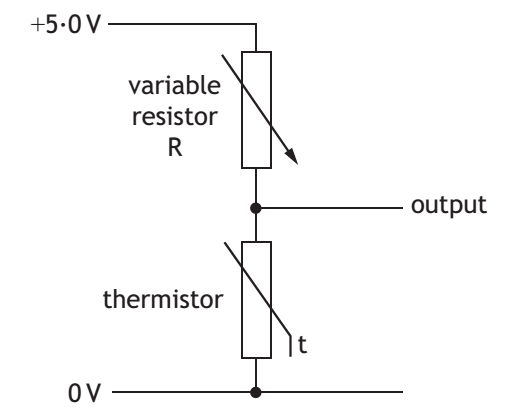 +5·0 V
variable
resistor
R
output
thermistor
t
0 V